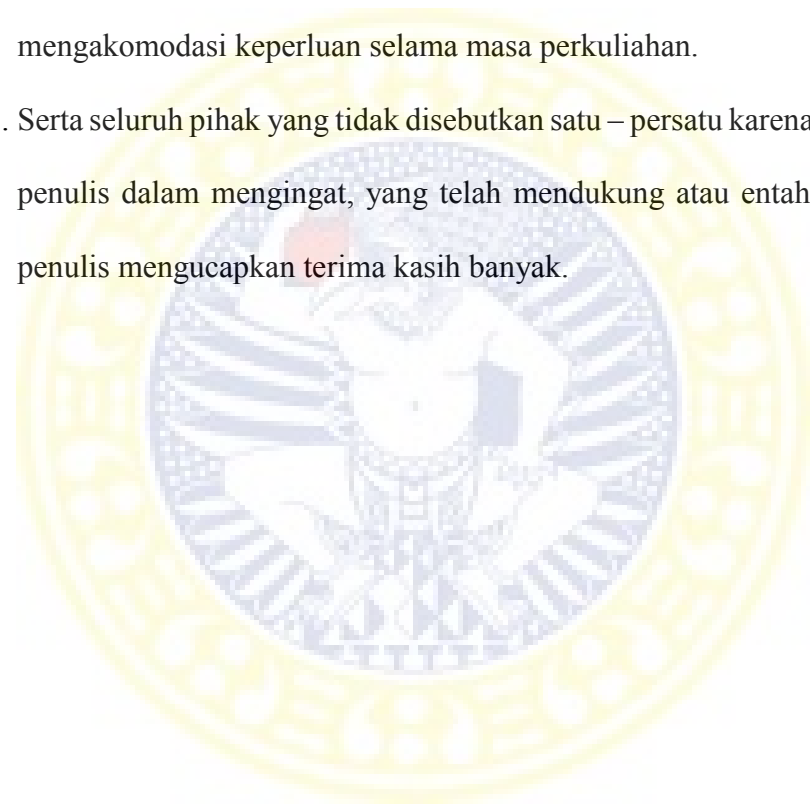 mengakomodasi keperluan selama masa perkuliahan.
. Serta seluruh pihak yang tidak disebutkan satu – persatu karena
penulis dalam mengingat, yang telah mendukung atau entah
penulis mengucapkan terima kasih banyak.